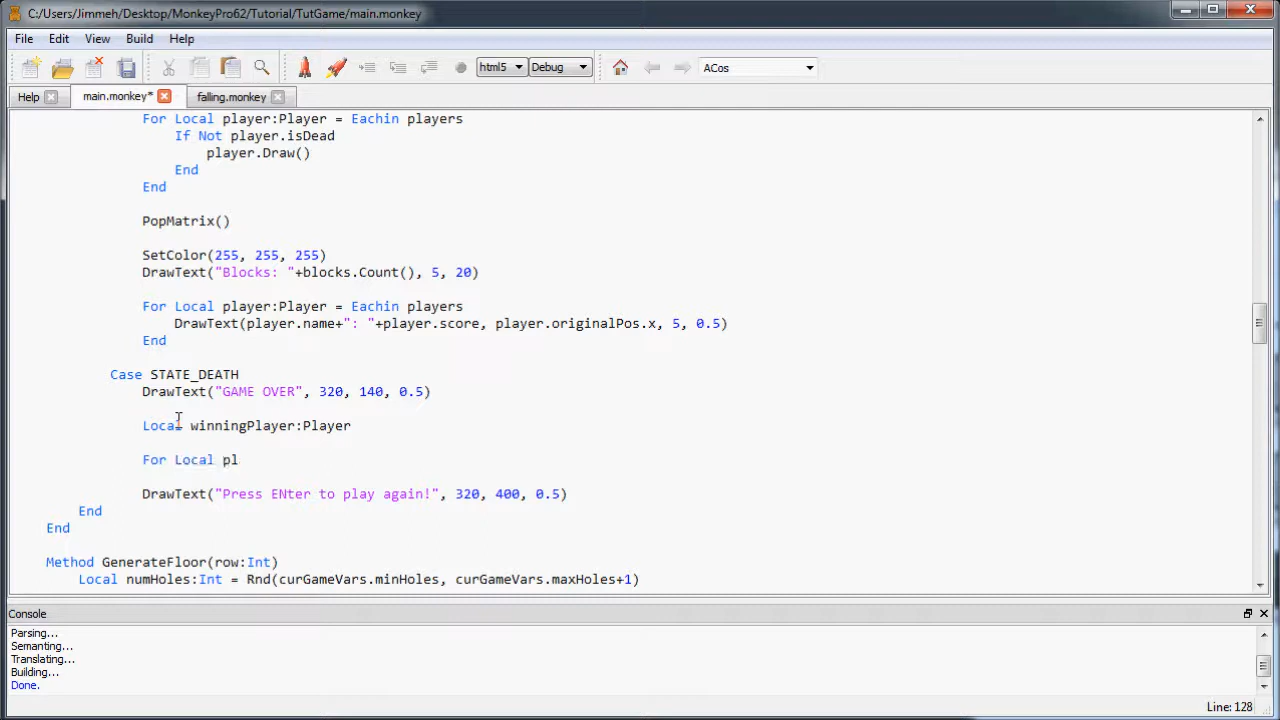 C:/Users/Jimmeh/Desktop/MonkeyPro62/Tutorial/TutGame/main.monkey
File Edit View Build Help
html5 Debug ACos
Help main.monkey* falling.monkey
For Local player:Player = Eachin players
If Not player.isDead
player.Draw()
End
End
PopMatrix()
SetColor(255, 255, 255)
DrawText("Blocks: "+blocks.Count(), 5, 20)
For Local player:Player = Eachin players
DrawText(player.name+": "+player.score, player.originalPos.x, 5, 0.5)
End
Case STATE_DEATH
DrawText("GAME OVER", 320, 140, 0.5)
Local winningPlayer:Player
For Local pl
DrawText("Press ENter to play again!", 320, 400, 0.5)
End
End
Method GenerateFloor(row:Int)
Local numHoles:Int = Rnd(curGameVars.minHoles, curGameVars.maxHoles+1)
Console
Parsing...
Semanting...
Translating...
Building...
Done.
Line: 128